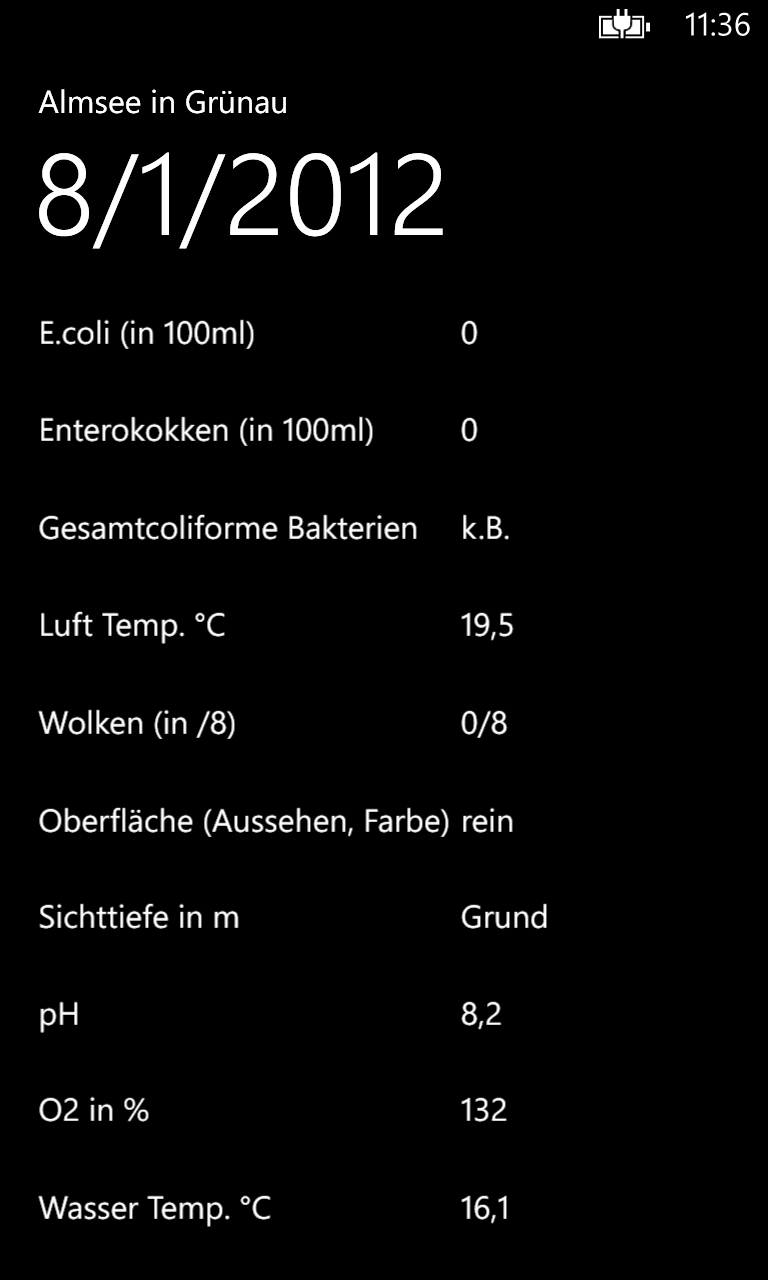 11:36
Almsee in Grünau
8/1/2012
E.coli (in 100ml) 0
Enterokokken (in 100ml) 0
Gesamtcoliforme Bakterien k.B.
Luft Temp. °C 19,5
Wolken (in /8) 0/8
Oberfläche (Aussehen, Farbe) rein
Sichttiefe in m Grund
pH 8,2
O2 in % 132
Wasser Temp. °C 16,1